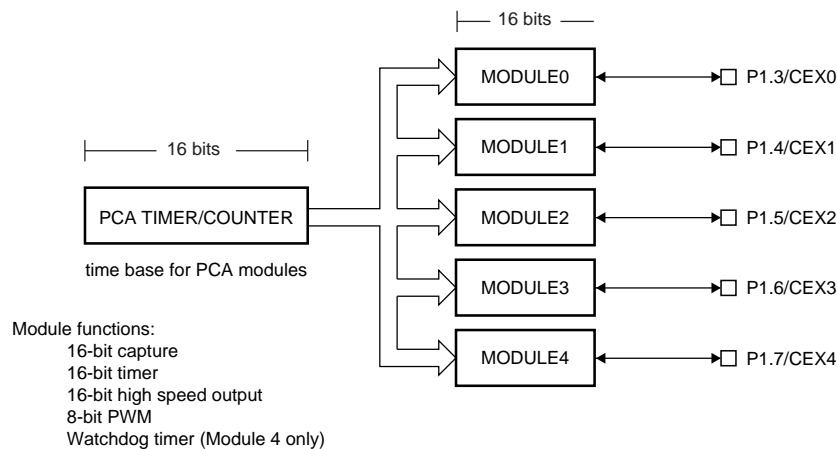 16 bits
MODULE0
P1.3/CEX0
16 bits
MODULE1
P1.4/CEX1
PCA TIMER/COUNTER
MODULE2
P1.5/CEX2
time base for PCA modules
MODULE3
P1.6/CEX3
Module functions:
16-bit capture
MODULE4
P1.7/CEX4
16-bit timer
16-bit high speed output
8-bit PWM
Watchdog timer (Module 4 only)